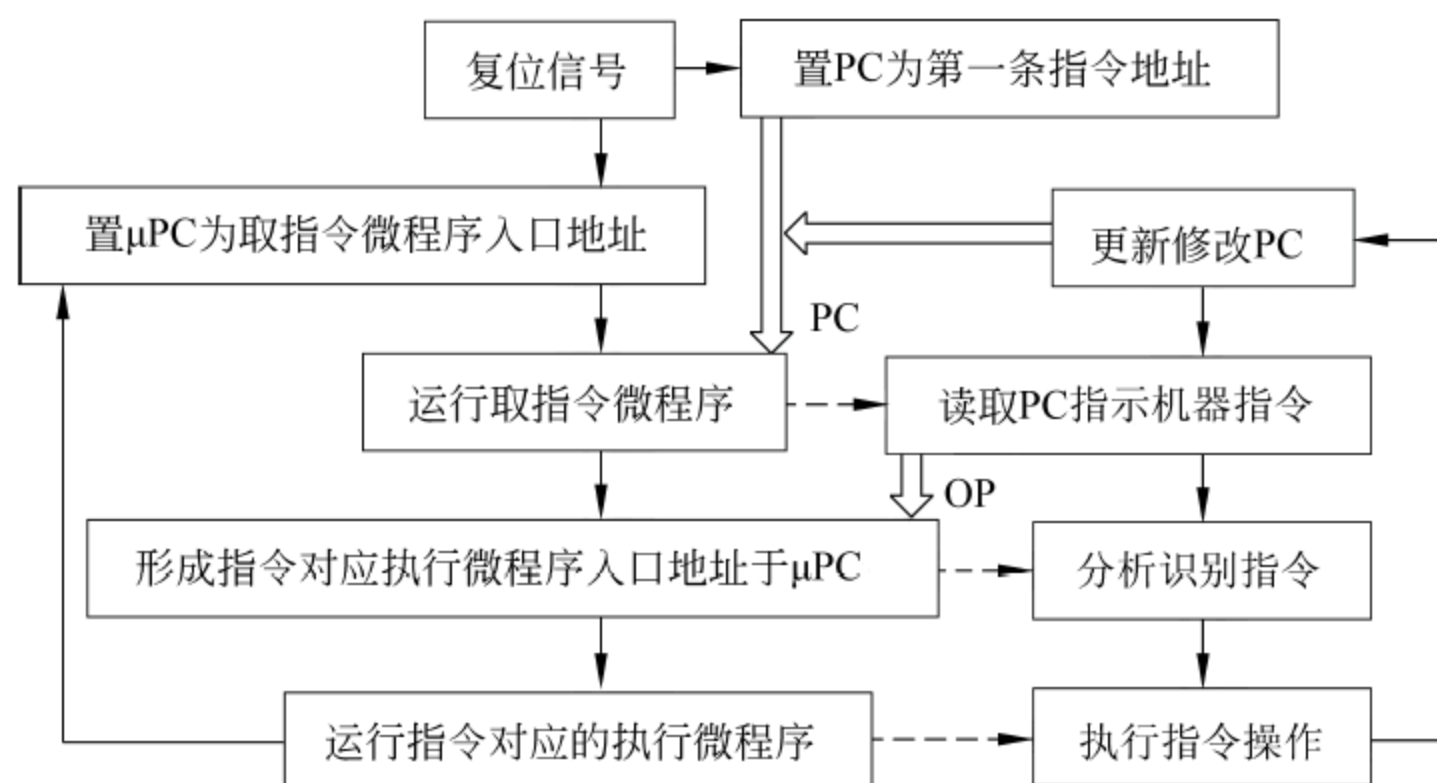 复位信号
置PC为第一条指令地址
置μPC为取指令微程序入口地址
更新修改PC
PC
运行取指令微程序
读取PC指示机器指令
OP
形成指令对应执行微程序入口地址于μPC
分析识别指令
运行指令对应的执行微程序
执行指令操作